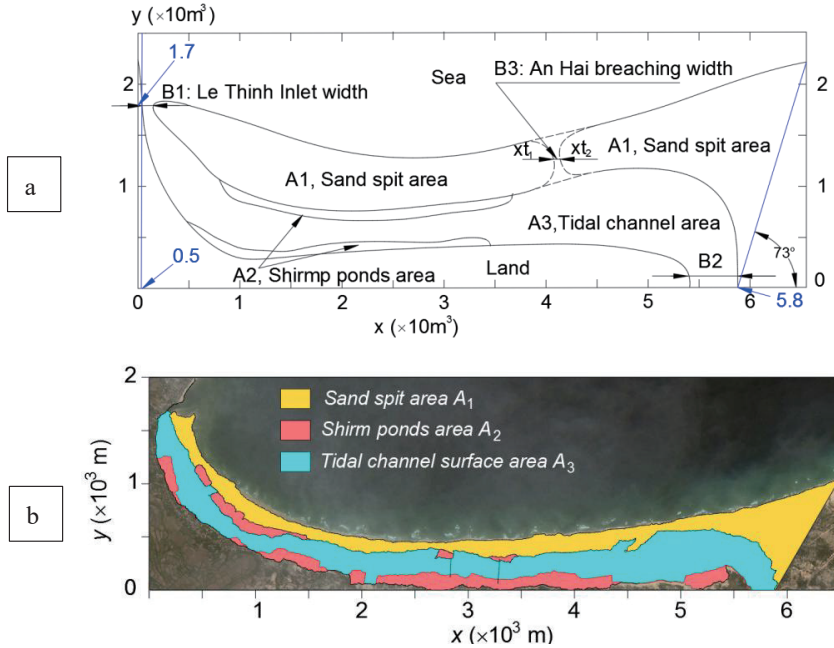 y (×10m³)
1.7
2
1
0
B1: Le Thinh Inlet width
Sea
B3: An Hai breaching width
xt₁
xt₂
A1, Sand spit area
A1, Sand spit area
A3,Tidal channel area
A2, Shirmp ponds area
Land
B2
73°
0.5
5.8
2
1
0
0
1
2
3
4
5
6
x (×10m³)
a
b
Sand spit area A₁
Shirm ponds area A₂
Tidal channel surface area A₃
y (×10³ m)
2
1
0
1
2
3
4
5
6
x (×10³ m)